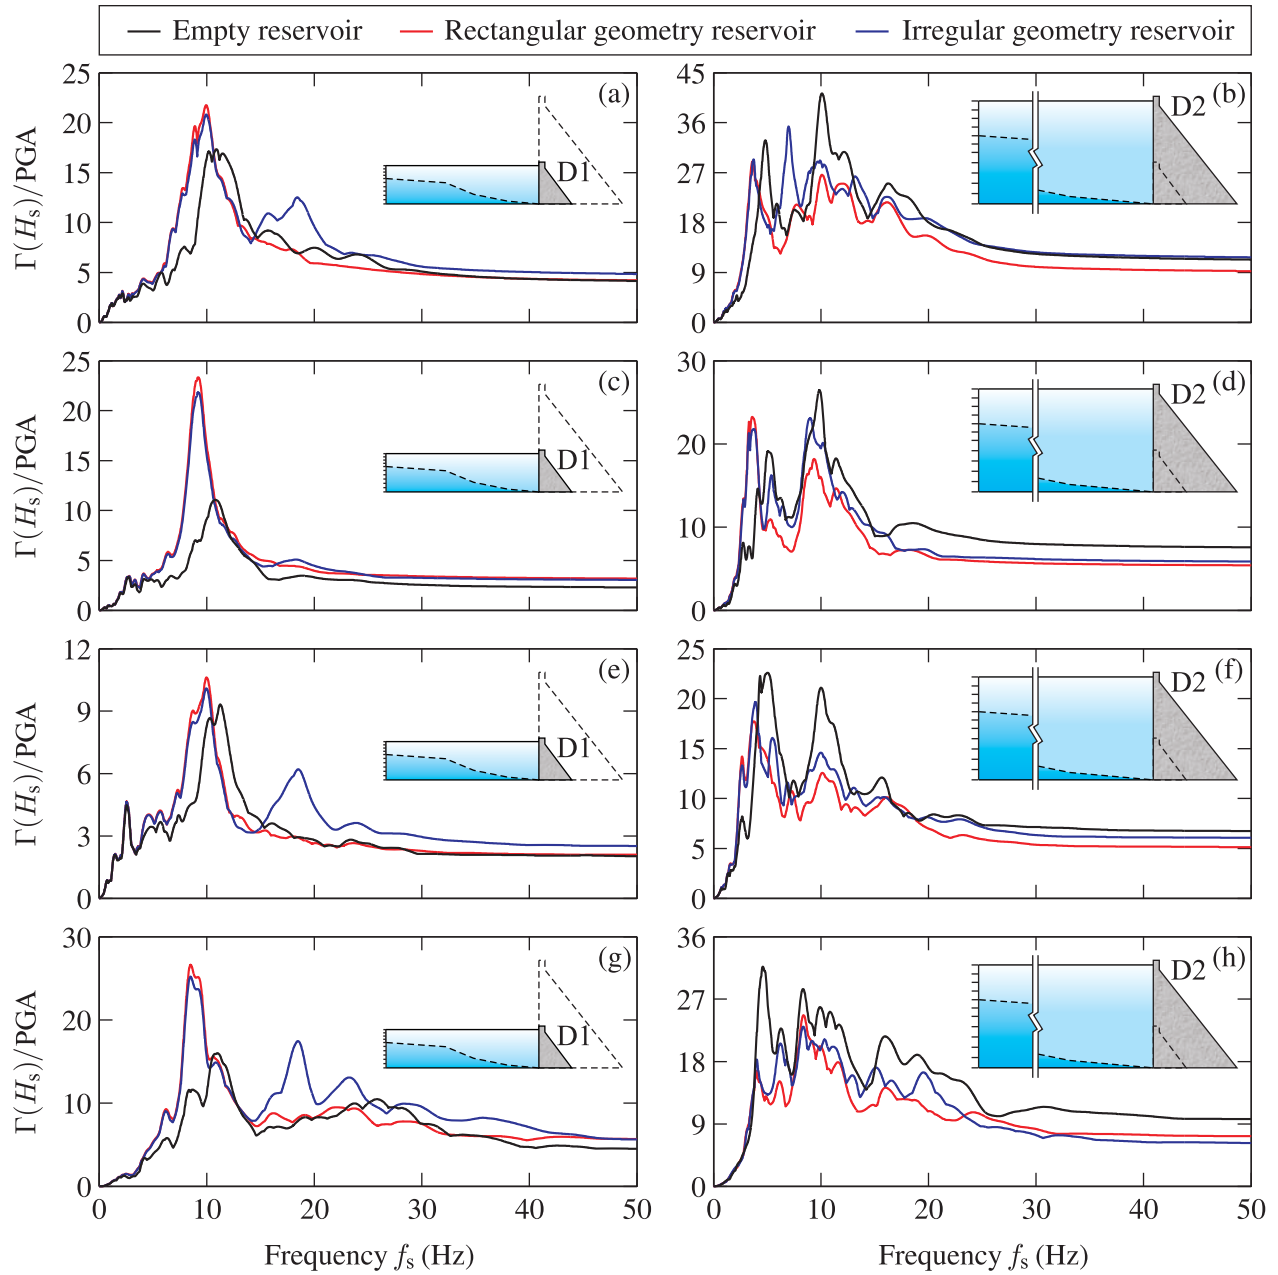 Empty reservoir Rectangular geometry reservoir Irregular geometry reservoir
25 20 15 10 5 0
Γ(Hs)/PGA
(a)
D1
45 36 27 18 9 0
(b)
D2
25 20 15 10 5 0
Γ(Hs)/PGA
(c)
D1
30 20 10 0
(d)
D2
12 9 6 3 0
Γ(Hs)/PGA
(e)
D1
25 20 15 10 5 0
(f)
D2
30 20 10 0
Γ(Hs)/PGA
(g)
D1
36 27 18 9 0
(h)
D2
0 10 20 30 40 50
0 10 20 30 40 50
Frequency fs (Hz)
Frequency fs (Hz)